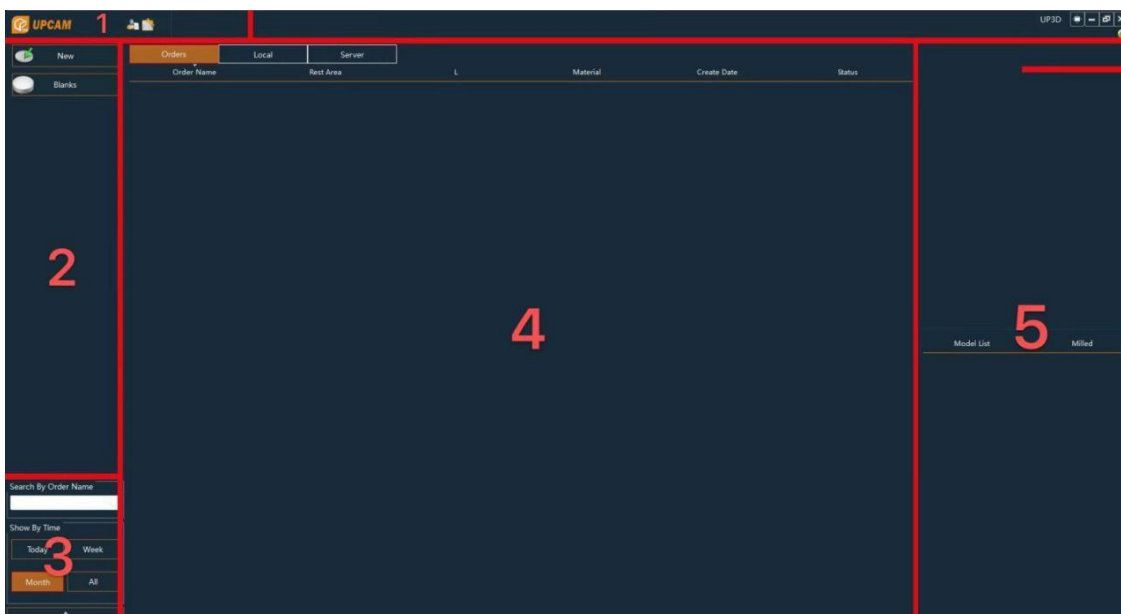 UPCAM 1 UP3D
New
Blanks
Orders Local Server
Order Name Rest Area L Material Create Date Status
2
4
5
Model List Milled
Search By Order Name
Show By Time
Today Week
3
Month All